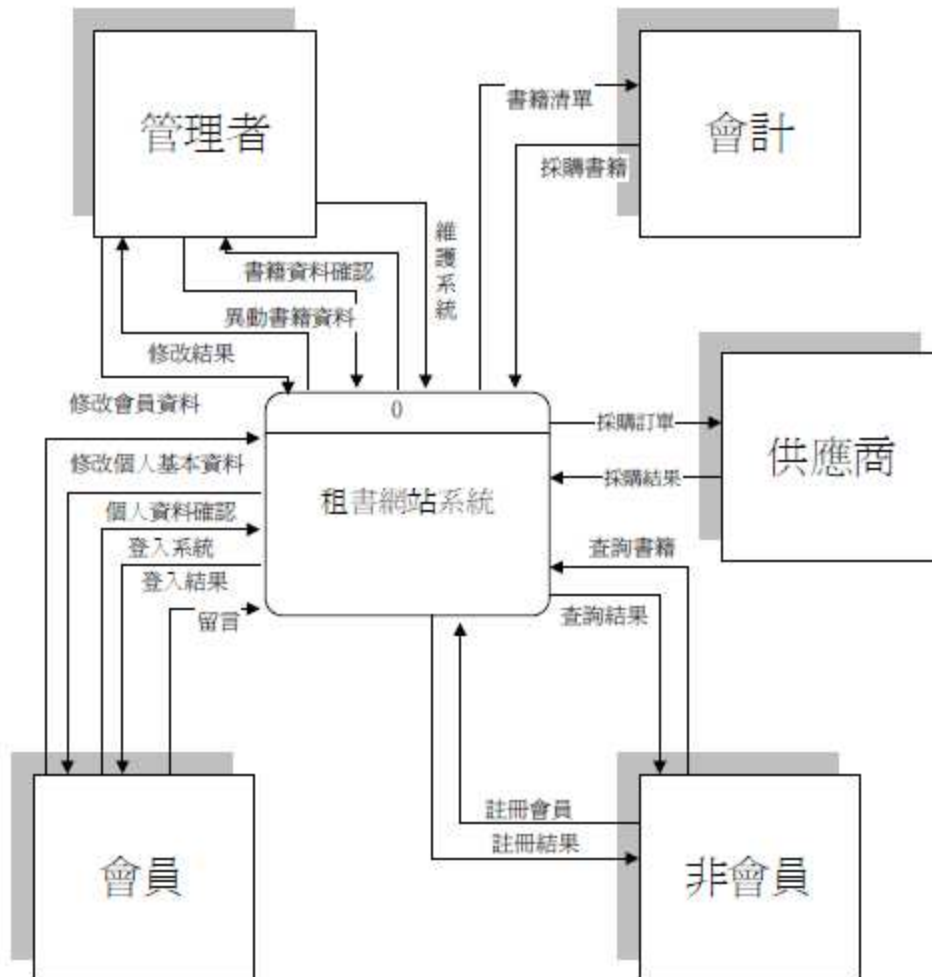 管理者
會計
書籍清單
採購書籍
維護系統
書籍資料確認
異動書籍資料
修改結果
修改會員資料
0
租書網站系統
採購訂單
採購結果
供應商
修改個人基本資料
個人資料確認
登入系統
登入結果
留言
查詢書籍
查詢結果
註冊會員
註冊結果
會員
非會員